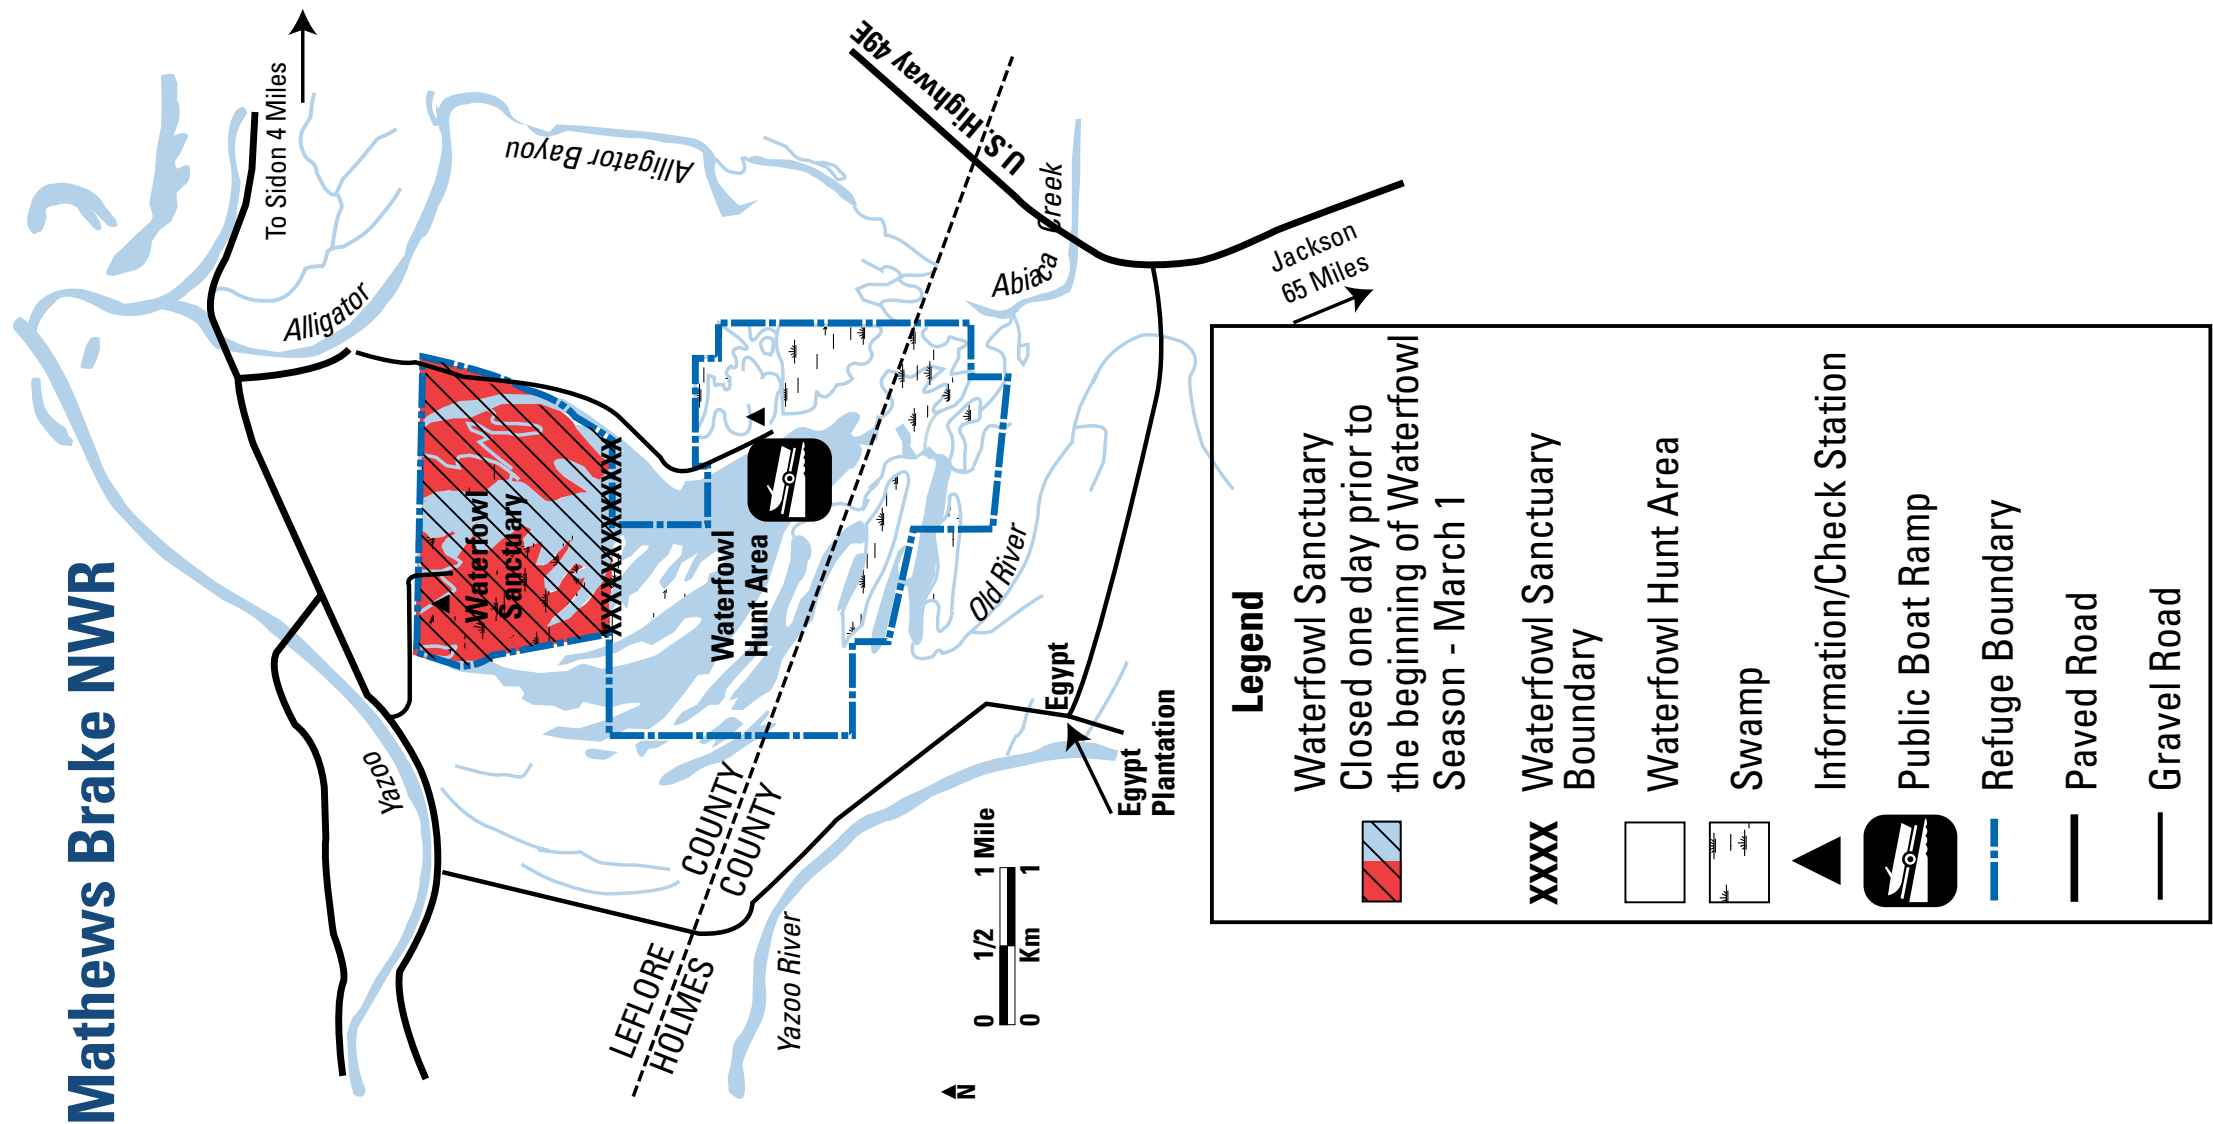 Mathews Brake NWR
To Sidon 4 Miles
Alligator
Alligator Bayou
U.S. Highway 49E
Abiaca Creek
Jackson
65 Miles
Waterfowl
Sanctuary
XXXXXXXXXXXXXXXX
Waterfowl
Hunt Area
Old River
Yazoo
Egypt
Egypt
Plantation
LEFLORE COUNTY
HOLMES COUNTY
Yazoo River
0 1/2 1 Mile
0 Km 1
N
Legend
Waterfowl Sanctuary
Closed one day prior to
the beginning of Waterfowl
Season - March 1
XXXX Waterfowl Sanctuary
Boundary
Waterfowl Hunt Area
Swamp
Information/Check Station
Public Boat Ramp
Refuge Boundary
Paved Road
Gravel Road